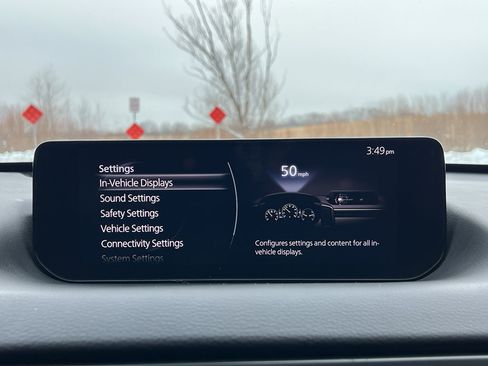 3:49 pm
Settings
In-Vehicle Displays
Sound Settings
Safety Settings
Vehicle Settings
Connectivity Settings
System Settings
50 mph
Configures settings and content for all in-
vehicle displays.